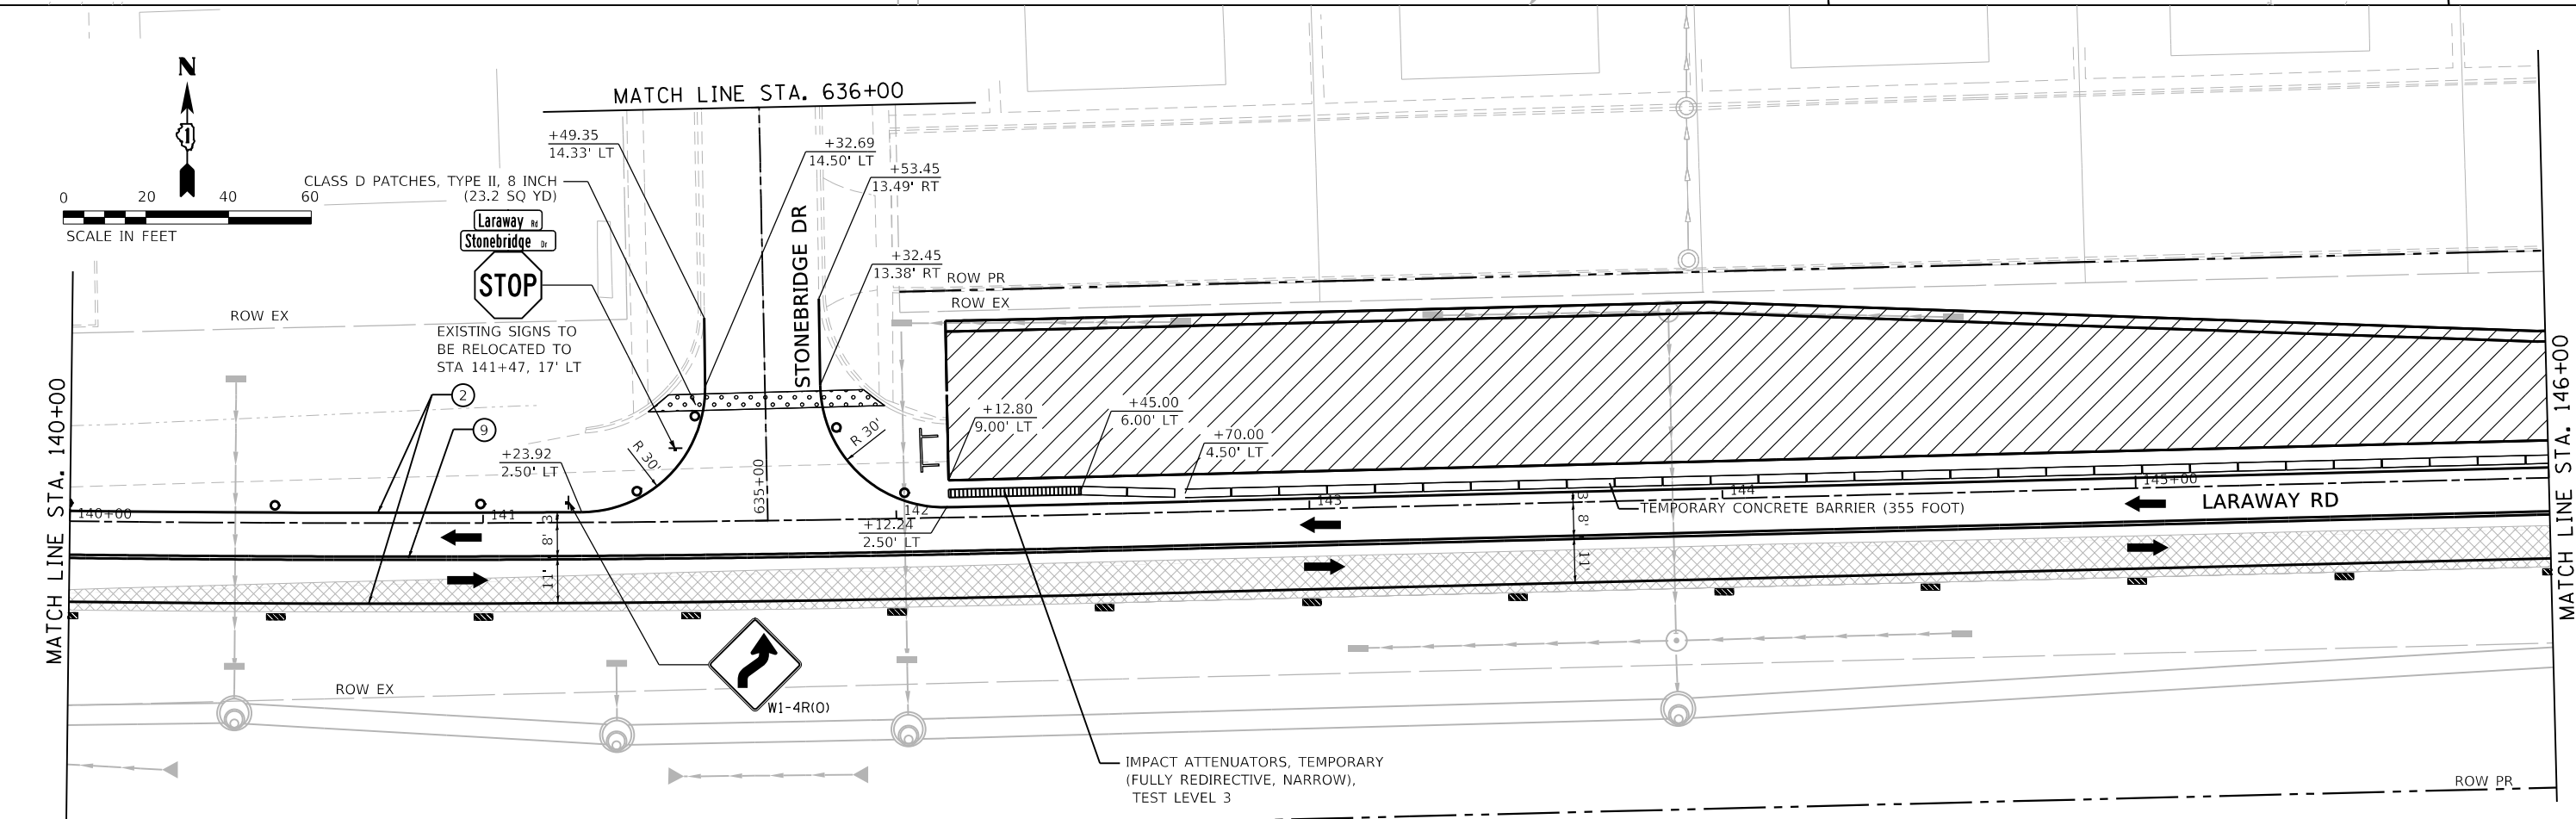 N
1
0 20 40 60
SCALE IN FEET
MATCH LINE STA. 636+00
+49.35
14.33' LT
+32.69
14.50' LT
+53.45
13.49' RT
+32.45
13.38' RT
CLASS D PATCHES, TYPE II, 8 INCH
(23.2 SQ YD)
Laraway Rd
Stonebridge Dr
STOP
EXISTING SIGNS TO
BE RELOCATED TO
STA 141+47, 17' LT
STONEBRIDGE DR
635+00
ROW EX
ROW PR
ROW EX
2
9
+23.92
2.50' LT
R 30'
R 30'
+12.80
9.00' LT
+45.00
6.00' LT
+70.00
4.50' LT
+12.24
2.50' LT
MATCH LINE STA. 140+00
140+00
141
142
143
144
145+00
3'
8'
11'
3'
8'
11'
TEMPORARY CONCRETE BARRIER (355 FOOT)
LARAWAY RD
MATCH LINE STA. 146+00
W1-4R(O)
ROW EX
IMPACT ATTENUATORS, TEMPORARY
(FULLY REDIRECTIVE, NARROW),
TEST LEVEL 3
ROW PR